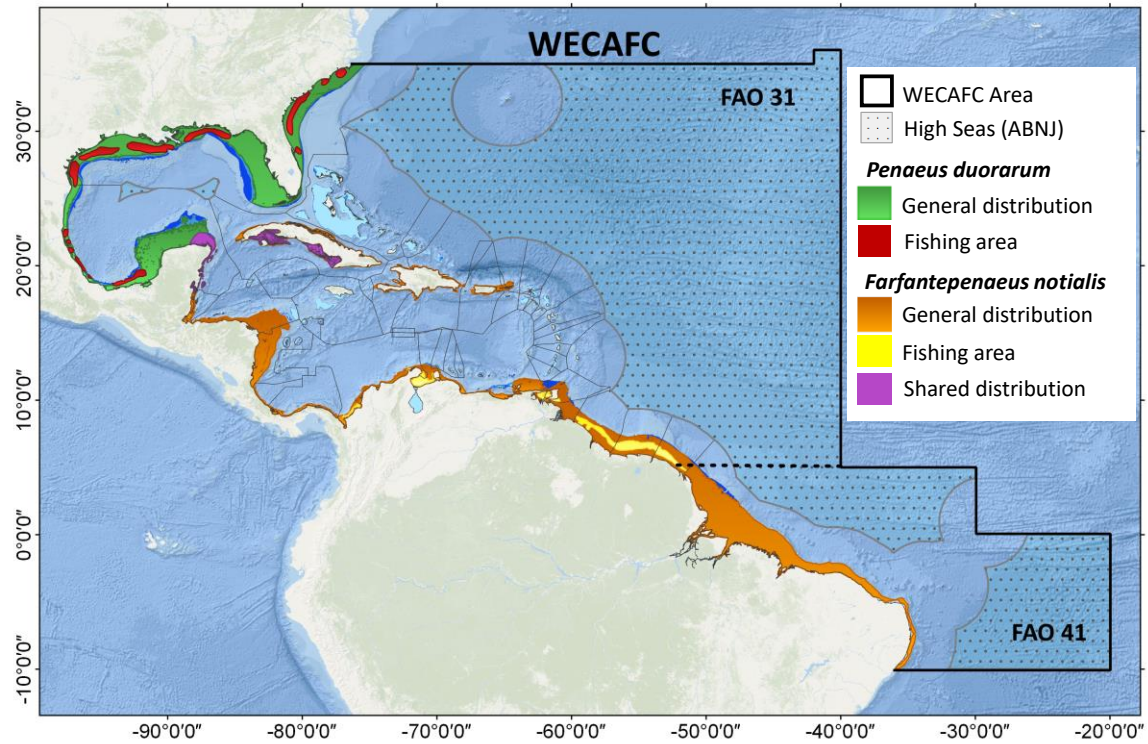 WECAFC
FAO 31
WECAFC Area
High Seas (ABNJ)
Penaeus duorarum
General distribution
Fishing area
Farfantepenaeus notialis
General distribution
Fishing area
Shared distribution
FAO 41
30°0'0"
20°0'0"
10°0'0"
0°0'0"
-10°0'0"
-90°0'0"
-80°0'0"
-70°0'0"
-60°0'0"
-50°0'0"
-40°0'0"
-30°0'0"
-20°0'0"